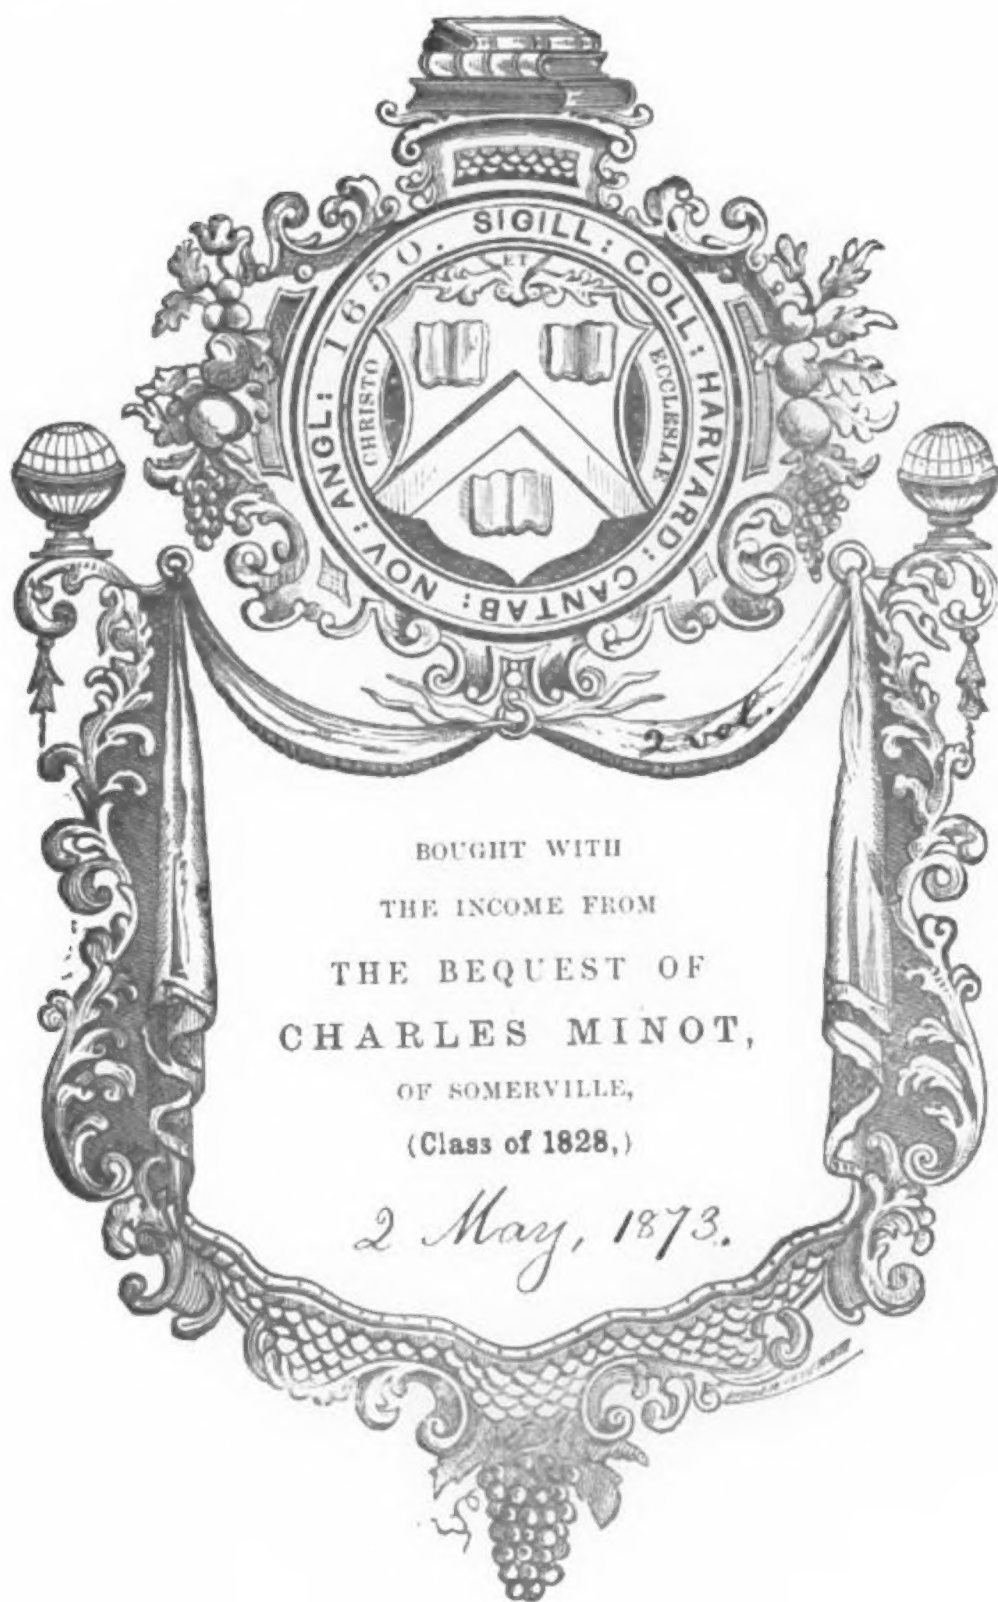 SIGILL: COLL: HARVARD: CANTAB: NOV: ANGL: 1650.
CHRISTO
ET
ECCLESIAE
2 vol.
BOUGHT WITH
THE INCOME FROM
THE BEQUEST OF
CHARLES MINOT,
OF SOMERVILLE,
(Class of 1828,)
2 May, 1873.